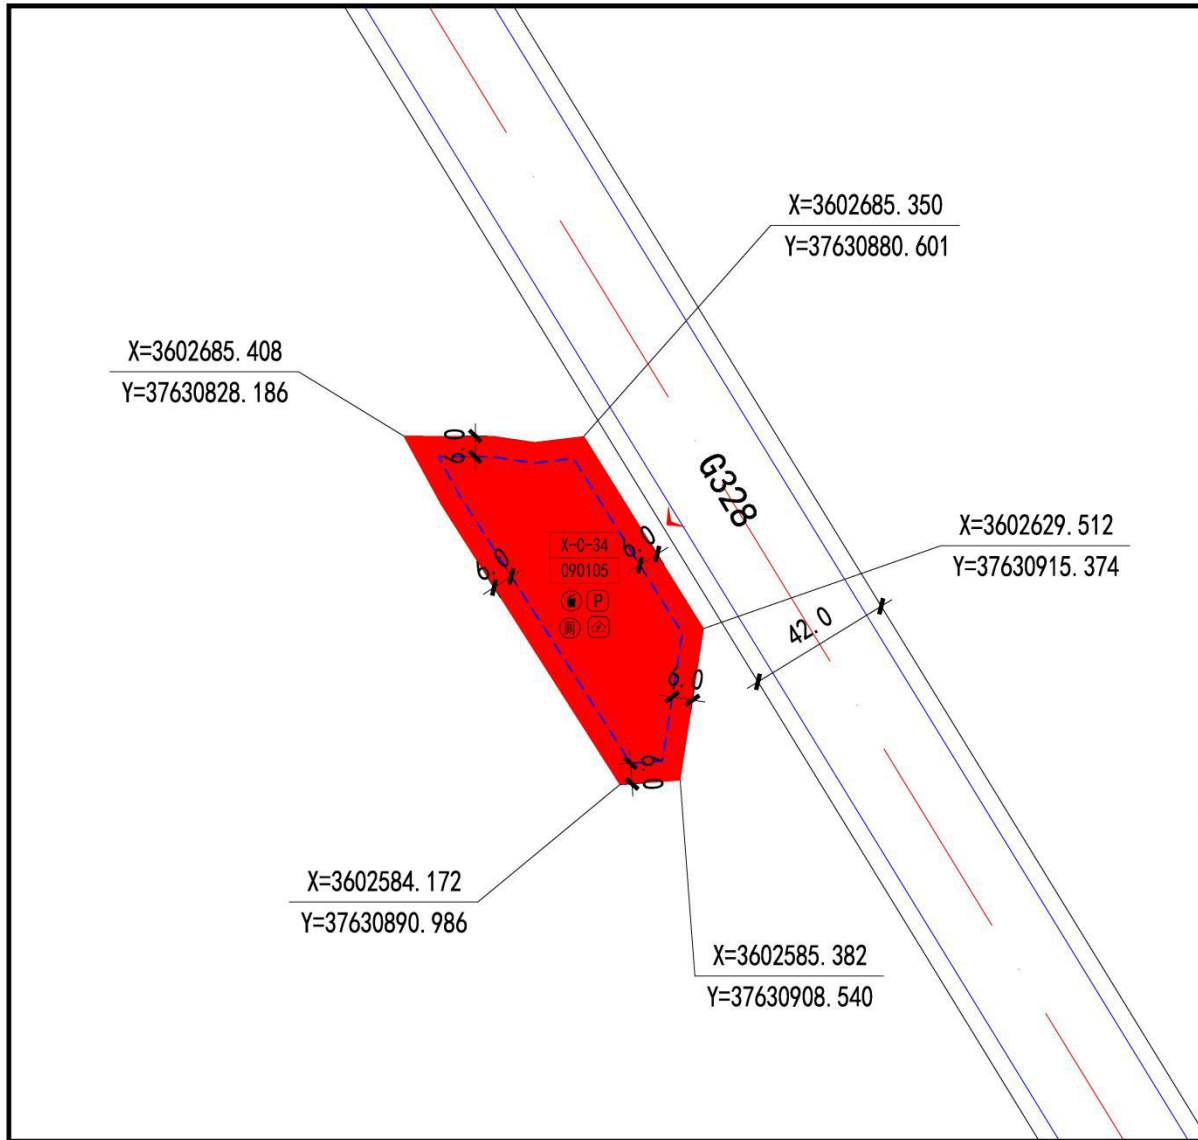 X=3602685.350
Y=37630880.601
X=3602685.408
Y=37630828.186
6.0
G328
X=3602629.512
Y=37630915.374
6.0
X-C-34
090105
6.0
P
厕
42.0
6.0
6.0
X=3602584.172
Y=37630890.986
X=3602585.382
Y=37630908.540